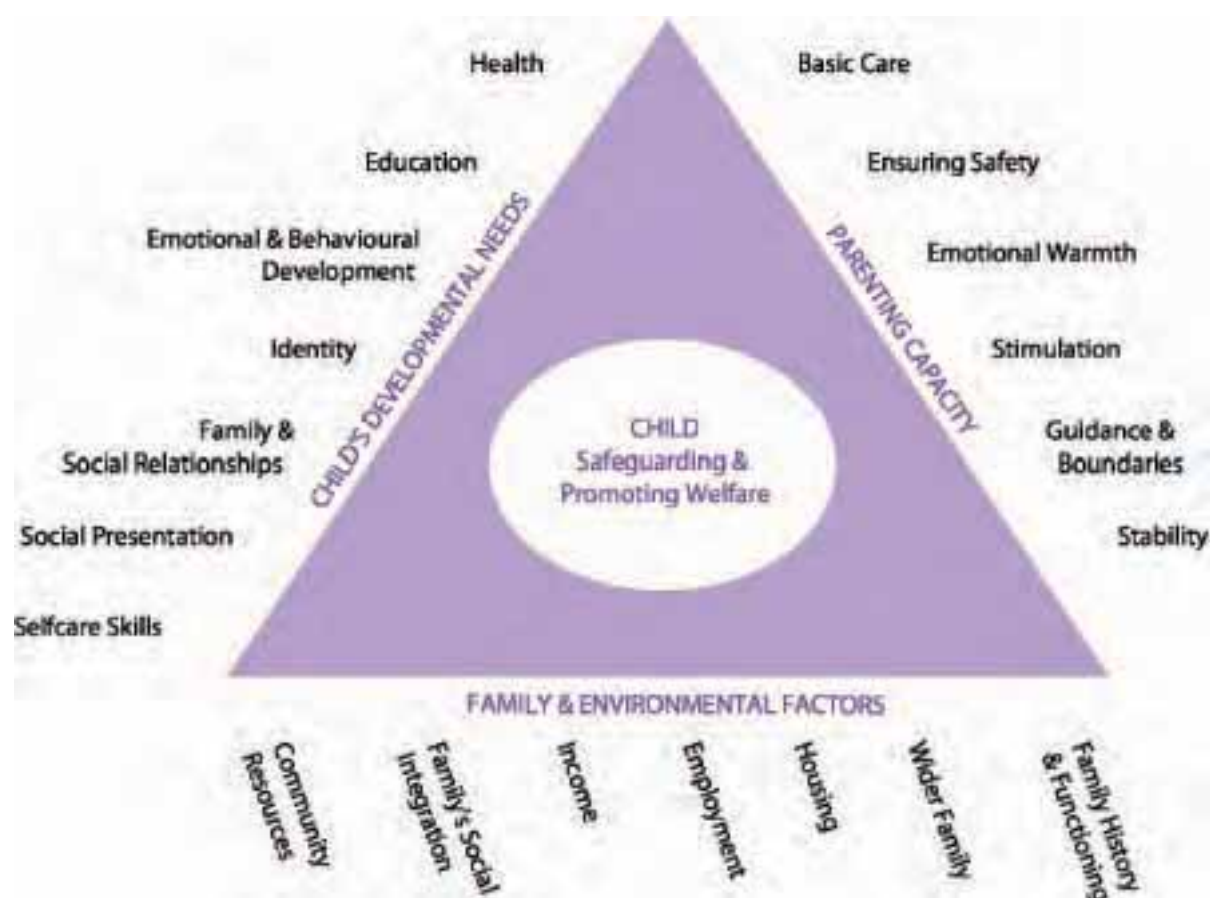 Health
Education
Emotional & Behavioural
Development
Identity
Family &
Social Relationships
Social Presentation
Selfcare Skills
CHILD'S DEVELOPMENTAL NEEDS
Basic Care
Ensuring Safety
Emotional Warmth
Stimulation
Guidance &
Boundaries
Stability
PARENTING CAPACITY
CHILD
Safeguarding &
Promoting Welfare
FAMILY & ENVIRONMENTAL FACTORS
Community
Resources
Family's Social
Integration
Income
Employment
Housing
Wider Family
Family History
& Functioning